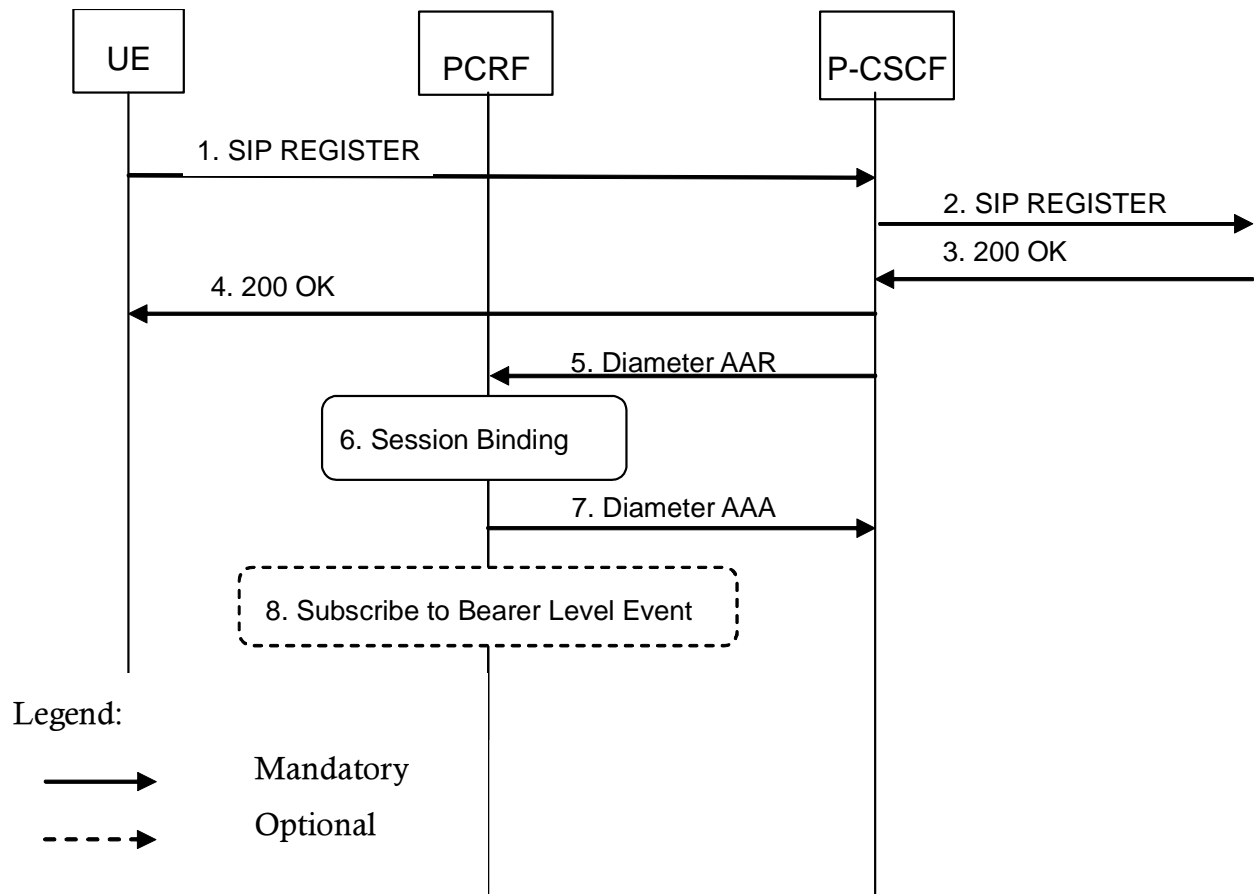 UE
PCRF
P-CSCF
1. SIP REGISTER
2. SIP REGISTER
3. 200 OK
4. 200 OK
5. Diameter AAR
6. Session Binding
7. Diameter AAA
8. Subscribe to Bearer Level Event
Legend:
Mandatory
Optional